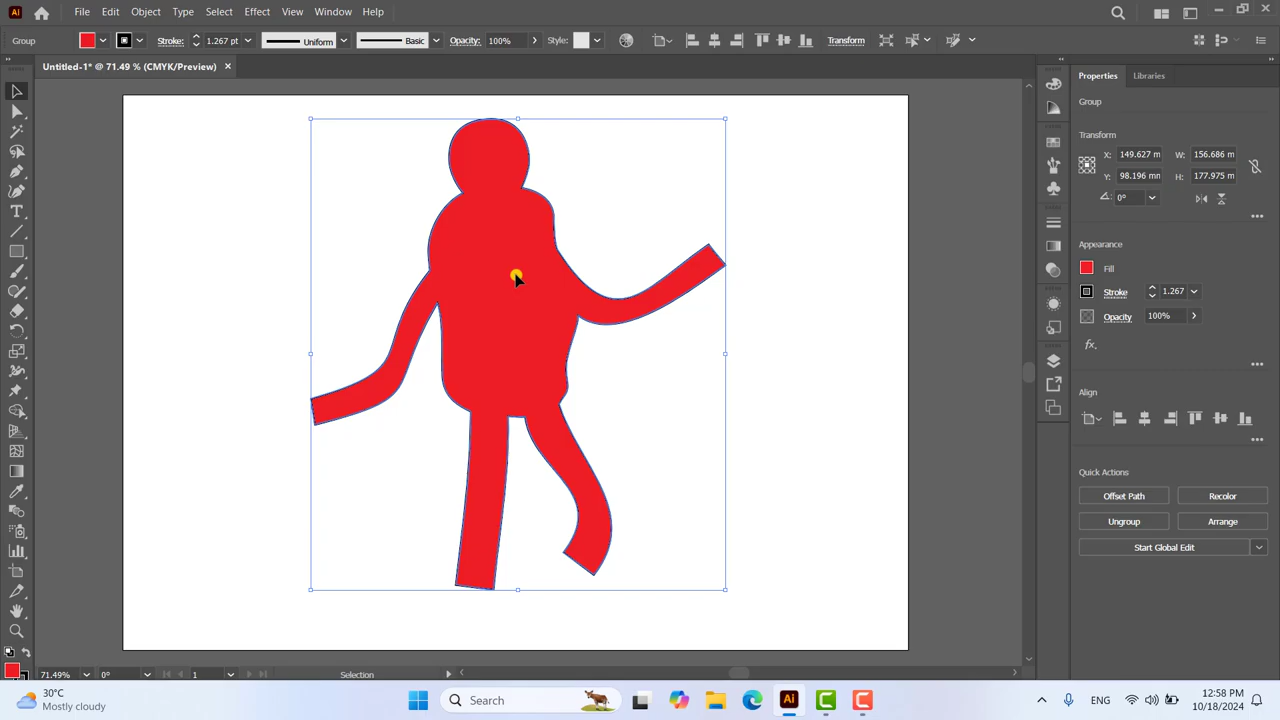 Ai File Edit Object Type Select Effect View Window Help
Group Stroke: 1.267 pt Uniform Basic Opacity: 100% Style: Transform
Untitled-1* @ 71.49 % (CMYK/Preview) ×
Properties Libraries
Group
Transform
X: 149.627 m W: 156.686 m
Y: 98.196 mm H: 177.975 m
0°
Appearance
Fill
Stroke 1.267
Opacity 100%
fx.
Align
Quick Actions
Offset Path Recolor
Ungroup Arrange
Start Global Edit
71.49% 0° 1 Selection
30°C
Mostly cloudy
Search
Ai
ENG
12:58 PM
10/18/2024